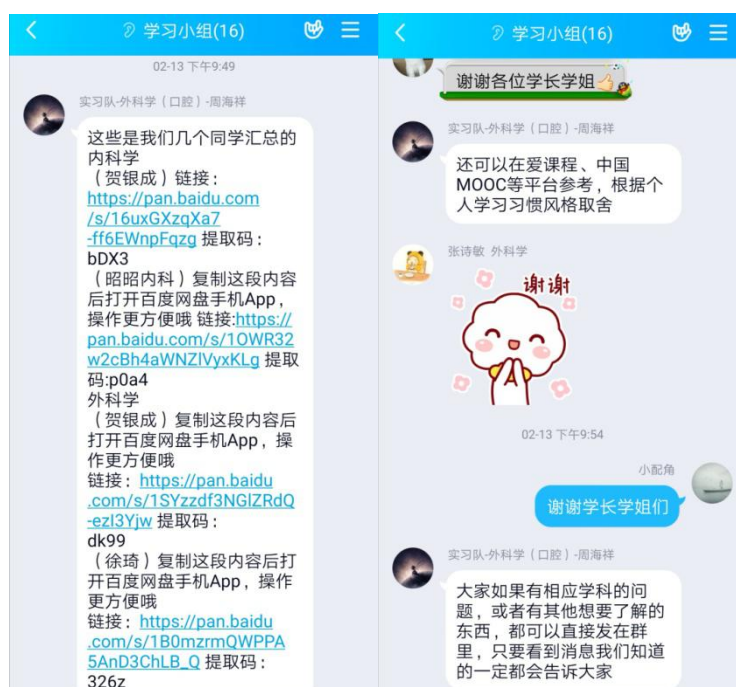 学习小组(16)
02-13 下午9:49
实习队-外科学（口腔）-周海祥
这些是我们几个同学汇总的
内科学
（贺银成）链接：
https://pan.baidu.com
/s/16uxGXzqXa7
-ff6EWnpFqzg 提取码：
bDX3
（昭昭内科）复制这段内容
后打开百度网盘手机App，
操作更方便哦 链接:https://
pan.baidu.com/s/1OWR32
w2cBh4aWNZlVyxKLg 提取
码:p0a4
外科学
（贺银成）复制这段内容后
打开百度网盘手机App，操
作更方便哦
链接：https://pan.baidu
.com/s/1SYzzdf3NGlZRdQ
-ezl3Yjw 提取码：
dk99
（徐琦）复制这段内容后打
开百度网盘手机App，操作
更方便哦
链接：https://pan.baidu
.com/s/1B0mzrmQWPPA
5AnD3ChLB_Q 提取码：
326z
学习小组(16)
谢谢各位学长学姐
实习队-外科学（口腔）-周海祥
还可以在爱课程、中国
MOOC等平台参考，根据个
人学习习惯风格取舍
张诗敏 外科学
谢谢
02-13 下午9:54
小配角
谢谢学长学姐们
实习队-外科学（口腔）-周海祥
大家如果有相应学科的问
题，或者有其他想要了解的
东西，都可以直接发在群
里，只要看到消息我们知道
的一定都会告诉大家